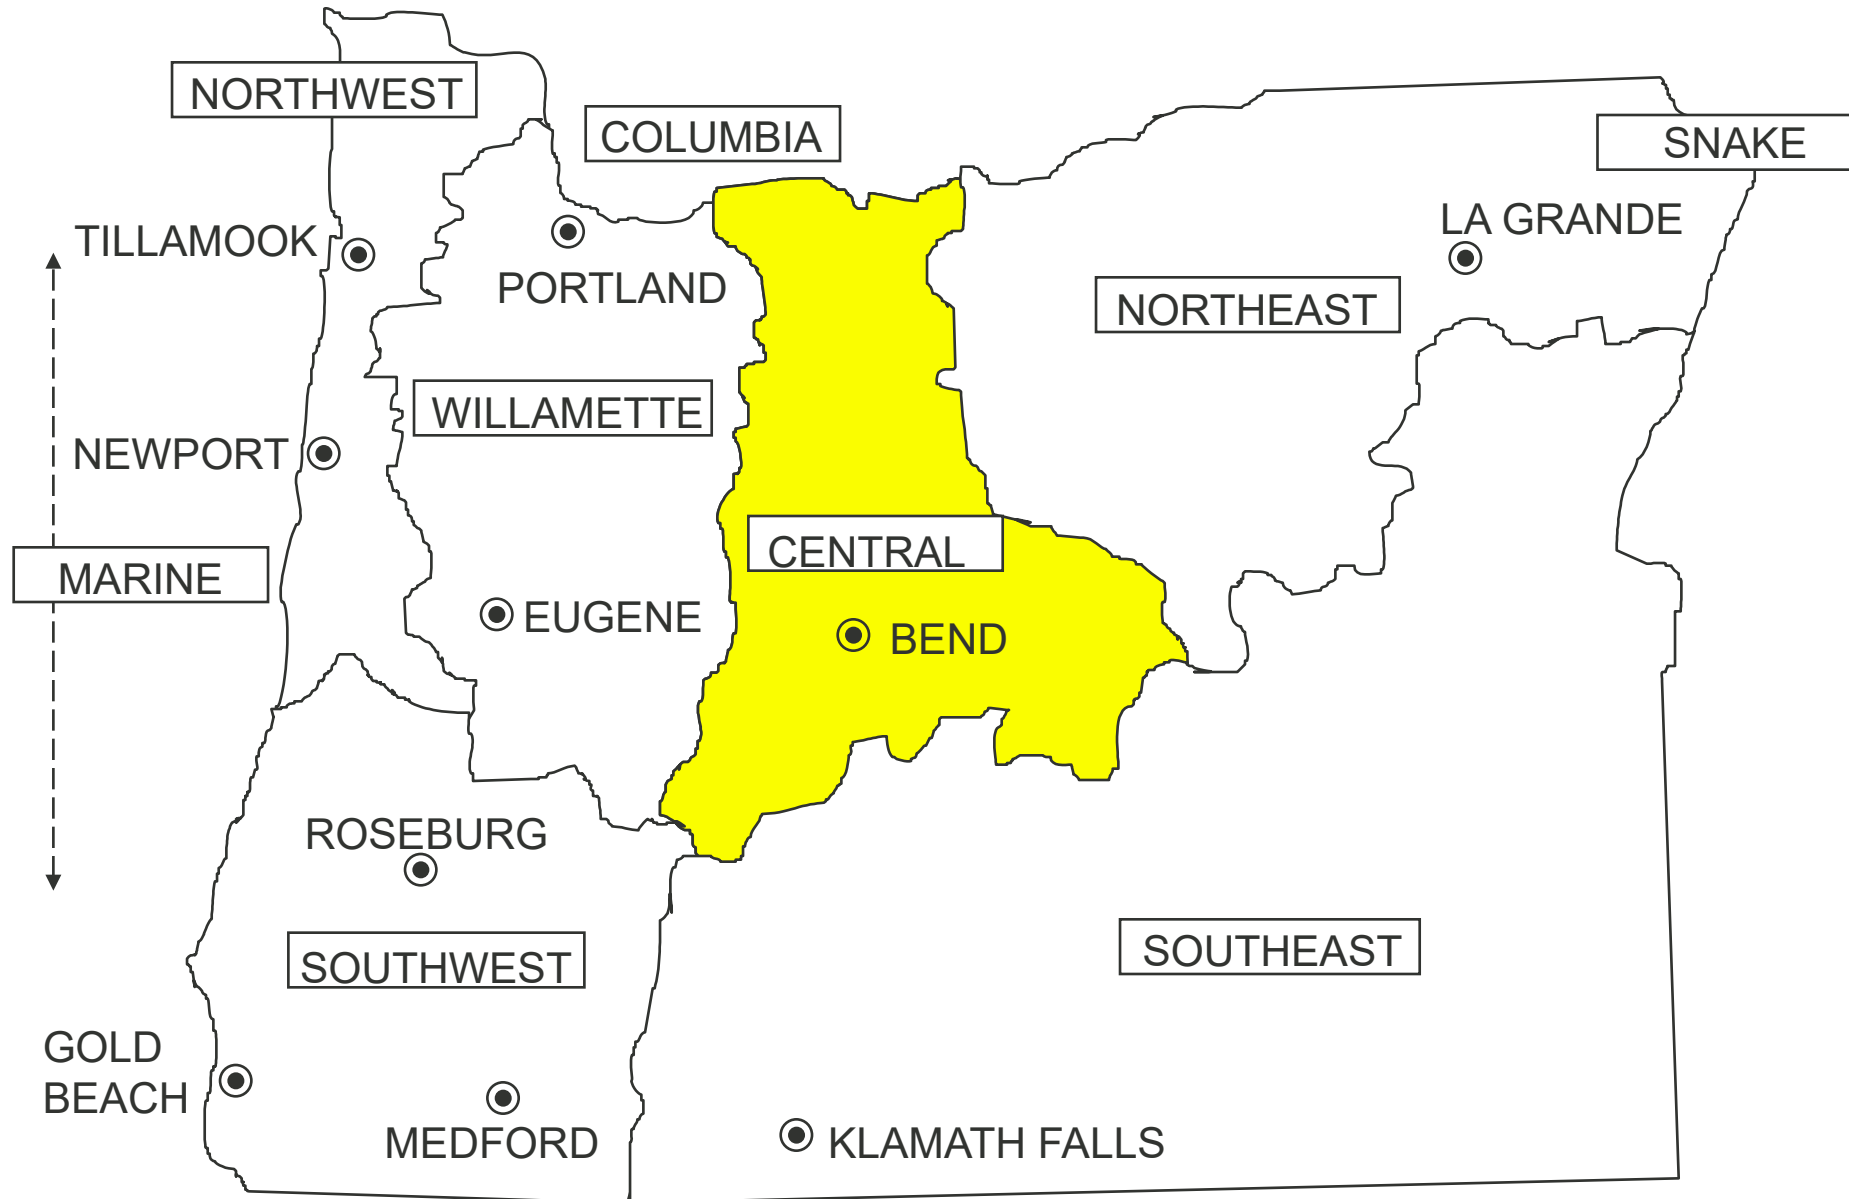 NORTHWEST
COLUMBIA
SNAKE
TILLAMOOK
LA GRANDE
PORTLAND
NORTHEAST
WILLAMETTE
NEWPORT
CENTRAL
MARINE
EUGENE
BEND
ROSEBURG
SOUTHWEST
SOUTHEAST
GOLD
BEACH
MEDFORD
KLAMATH FALLS